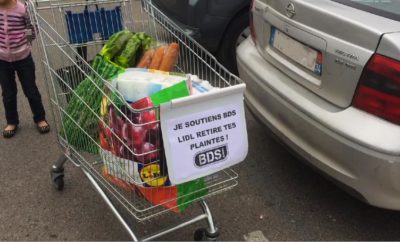 JE SOUTIENS BDS
LIDL RETIRE TES
PLAINTES !
BDS!